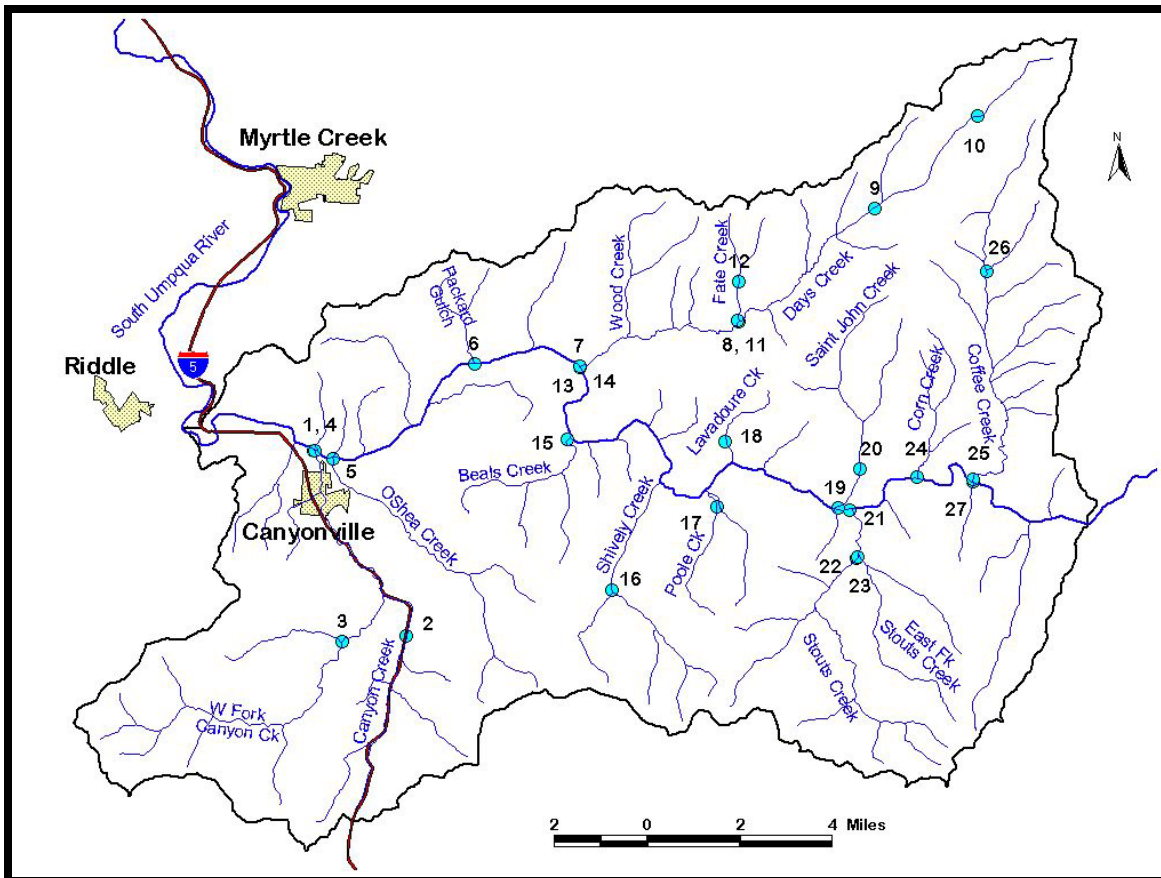 N
10
Myrtle Creek
9
South Umpqua River
Wood Creek
Fate Creek
12
26
Days Creek
Saint John Creek
Packard
Gulch
8, 11
6
7
13
14
5
Riddle
Corn Creek
Coffee Creek
Lavadoure Ck
1, 4
15
18
5
Beals Creek
20
24
25
Canyonville
OShea Creek
Shively Creek
17
Poole Ck
19
21
27
22
23
16
3
2
East Fk
Stouts Creek
Stouts Creek
W Fork
Canyon Ck
Canyon Creek
2
0
2
4 Miles